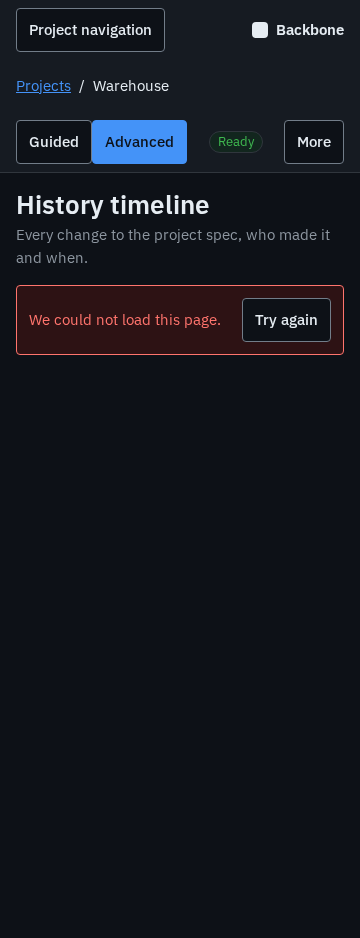 Project navigation
Backbone
Projects / Warehouse
Guided
Advanced
Ready
More
History timeline
Every change to the project spec, who made it
and when.
We could not load this page.
Try again